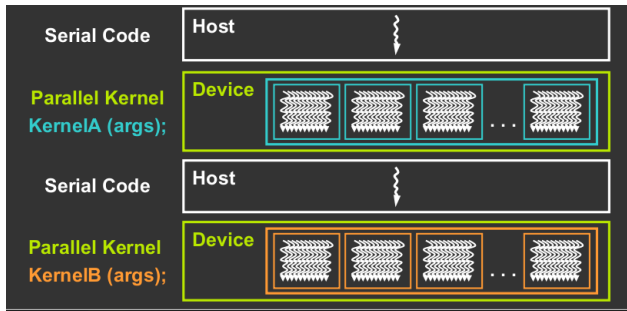 Serial Code
Host
Parallel Kernel
KernelA (args);
Device
...
Serial Code
Host
Parallel Kernel
KernelB (args);
Device
...